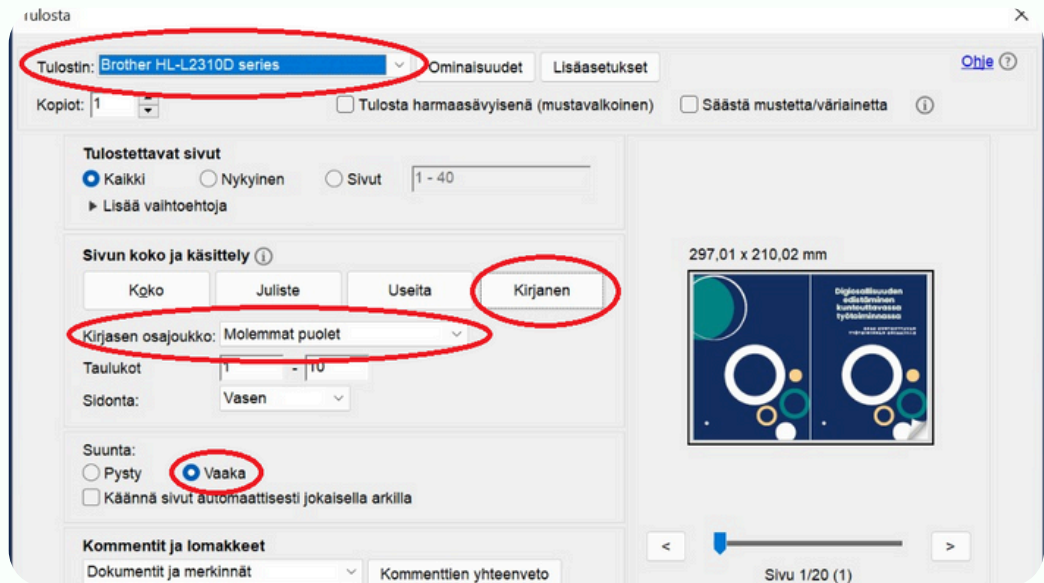 Tulosta
Tulostin: Brother HL-L2310D series Ominaisuudet Lisäasetukset Ohje
Kopiot: 1 Tulosta harmaasävyisenä (mustavalkoinen) Säästä mustetta/väriainetta
Tulostettavat sivut
Kaikki Nykyinen Sivut 1 - 40
Lisää vaihtoehtoja
Sivun koko ja käsittely
Koko Juliste Useita Kirjanen
Kirjasen osajoukko: Molemmat puolet
Taulukot 1 - 10
Sidonta: Vasen
Suunta:
Pysty Vaaka
Käännä sivut automaattisesti jokaisella arkilla
Kommentit ja lomakkeet
Dokumentit ja merkinnät Kommenttien yhteenveto
297,01 x 210,02 mm
Digiosallisuuden
edistäminen
kuntouttavassa
työtoiminnassa
< >
Sivu 1/20 (1)